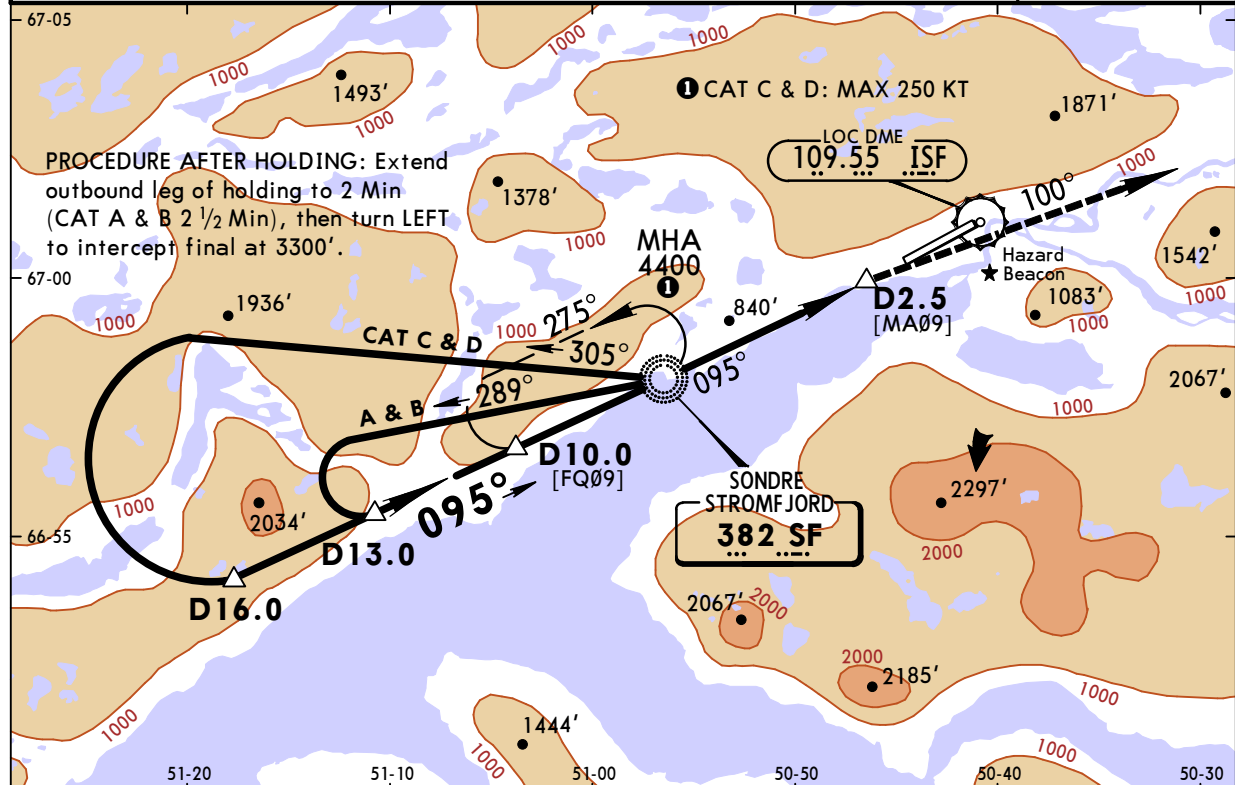 67-05
1000
1000
1000
1493'
1000
❶ CAT C & D: MAX 250 KT
1871'
LOC DME
109.55 ISF
PROCEDURE AFTER HOLDING: Extend
outbound leg of holding to 2 Min
(CAT A & B 2 1/2 Min), then turn LEFT
to intercept final at 3300'.
1378'
1000
1000
100°
MHA
4400
❶
Hazard
Beacon
1542'
1000
67-00
1936'
1000
D2.5
[MAØ9]
840'
1083'
1000
1000
275°
CAT C & D
305°
095°
289°
A & B
2067'
1000
D10.0
[FQØ9]
SONDRE
STROMFJORD
382 SF
2297'
2000
1000
2034'
095°
66-55
D13.0
D16.0
2067'
2000
2000
2185'
1000
1000
1444'
1000
1000
51-20
51-10
51-00
50-50
50-40
50-30